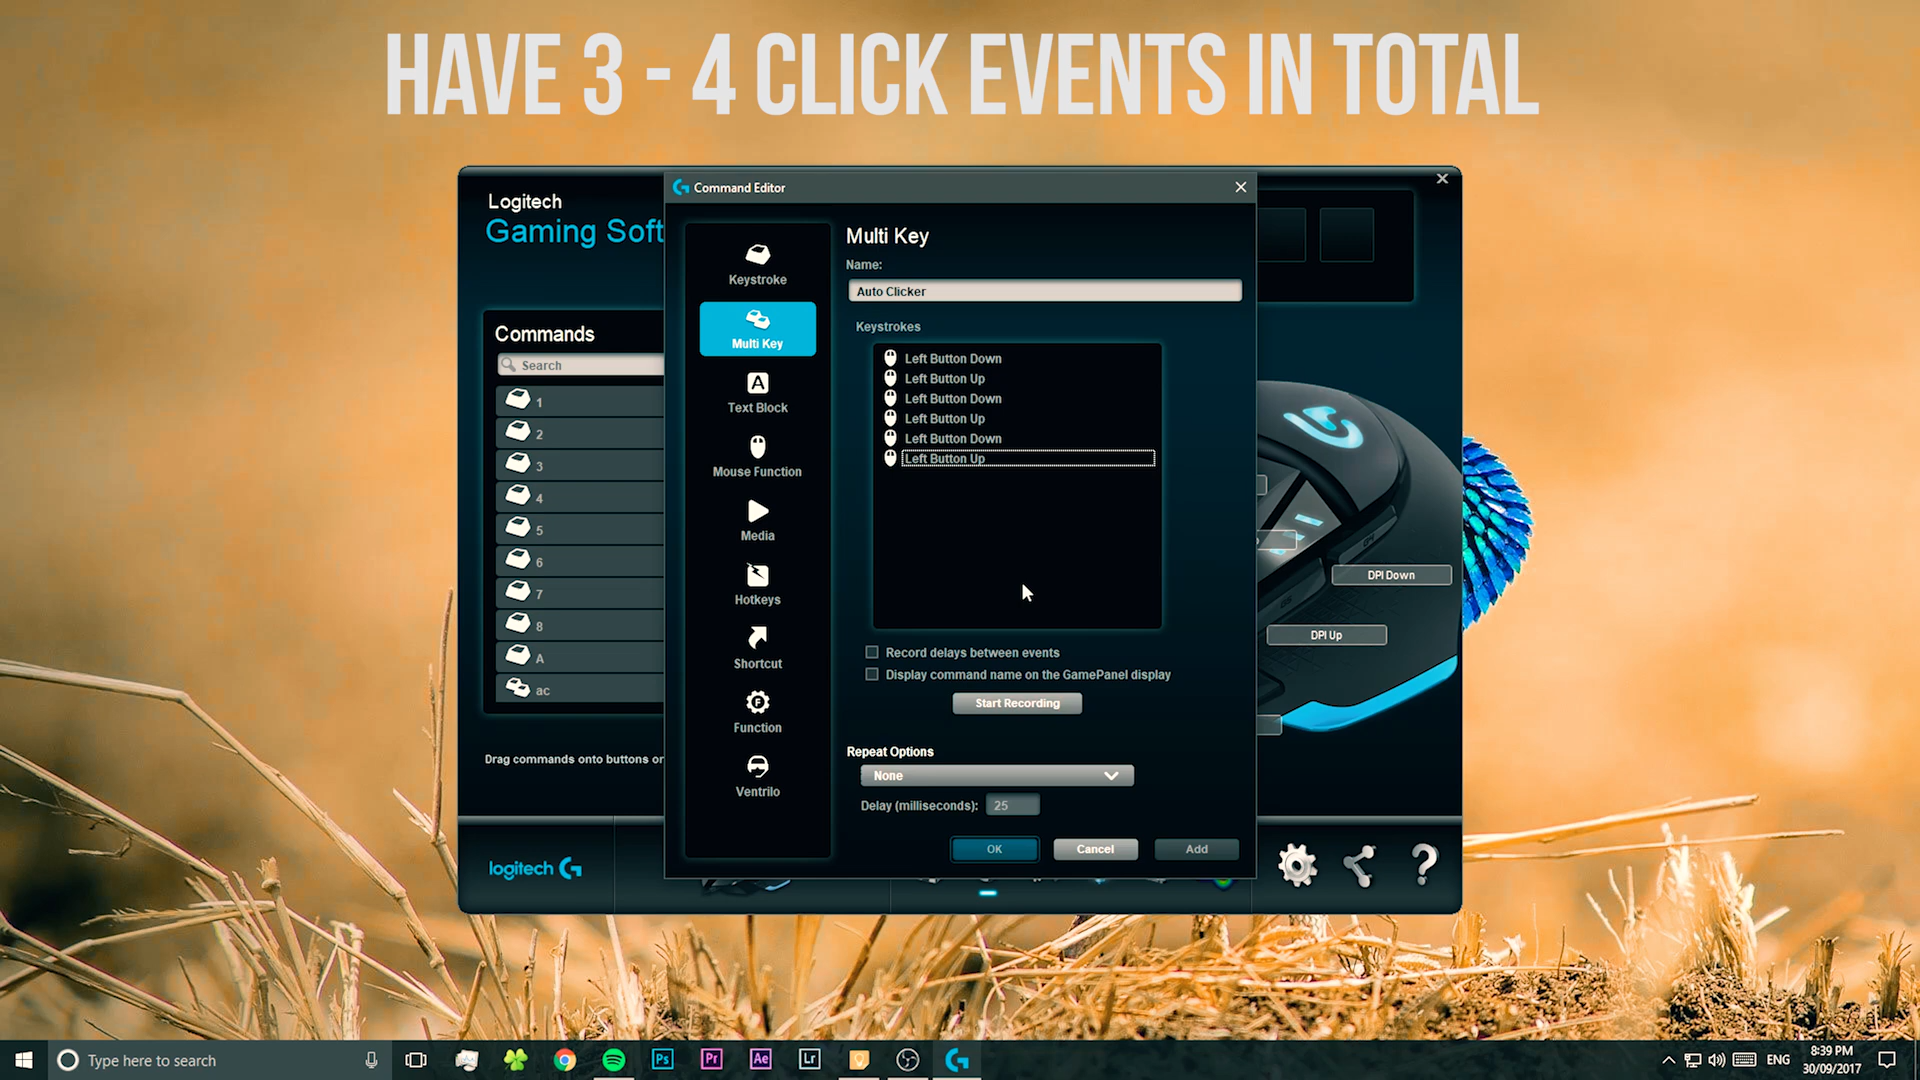 HAVE 3 - 4 CLICK EVENTS IN TOTAL
Logitech
Gaming Soft
Command Editor
Multi Key
Name:
Auto Clicker
Keystrokes
Left Button Down
Left Button Up
Left Button Down
Left Button Up
Left Button Down
Left Button Up
Record delays between events
Display command name on the GamePanel display
Start Recording
Repeat Options
None
Delay (milliseconds): 25
OK
Cancel
Add
Keystroke
Multi Key
A
Text Block
Mouse Function
Media
Hotkeys
Shortcut
F
Function
Ventrilo
Commands
Search
1
2
3
4
5
6
7
8
A
ac
Drag commands onto buttons or
DPI Down
DPI Up
logitech
?
Type here to search
Ps
Pr
Ae
Lr
ENG
8:39 PM
30/09/2017